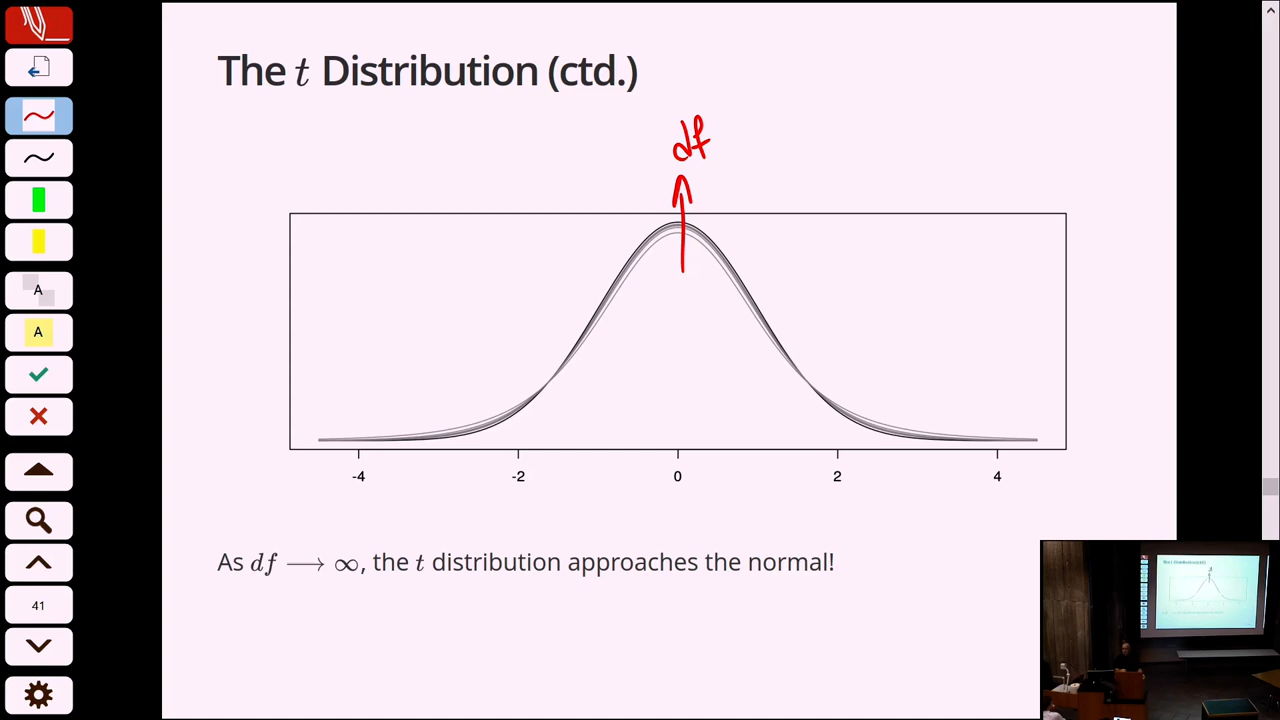 The t Distribution (ctd.)
df
-4 -2 0 2 4
As df ⟶ ∞, the t distribution approaches the normal!
A
A
41